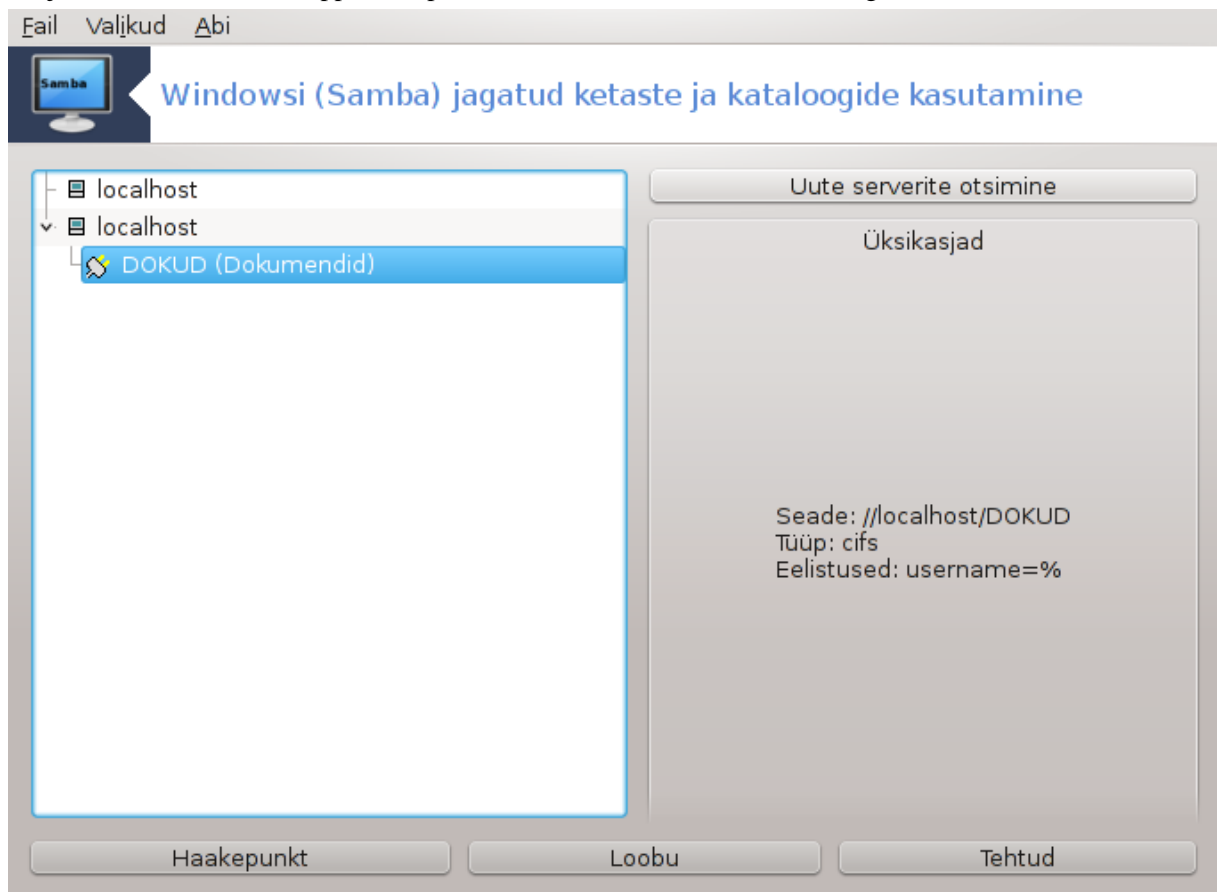 Fail Valikud Abi
Samba
Windowsi (Samba) jagatud ketaste ja kataloogide kasutamine
localhost
localhost
DOKUD (Dokumendid)
Uute serverite otsimine
Üksikasjad
Seade: //localhost/DOKUD
Tüüp: cifs
Eelistused: username=%
Haakepunkt
Loobu
Tehtud